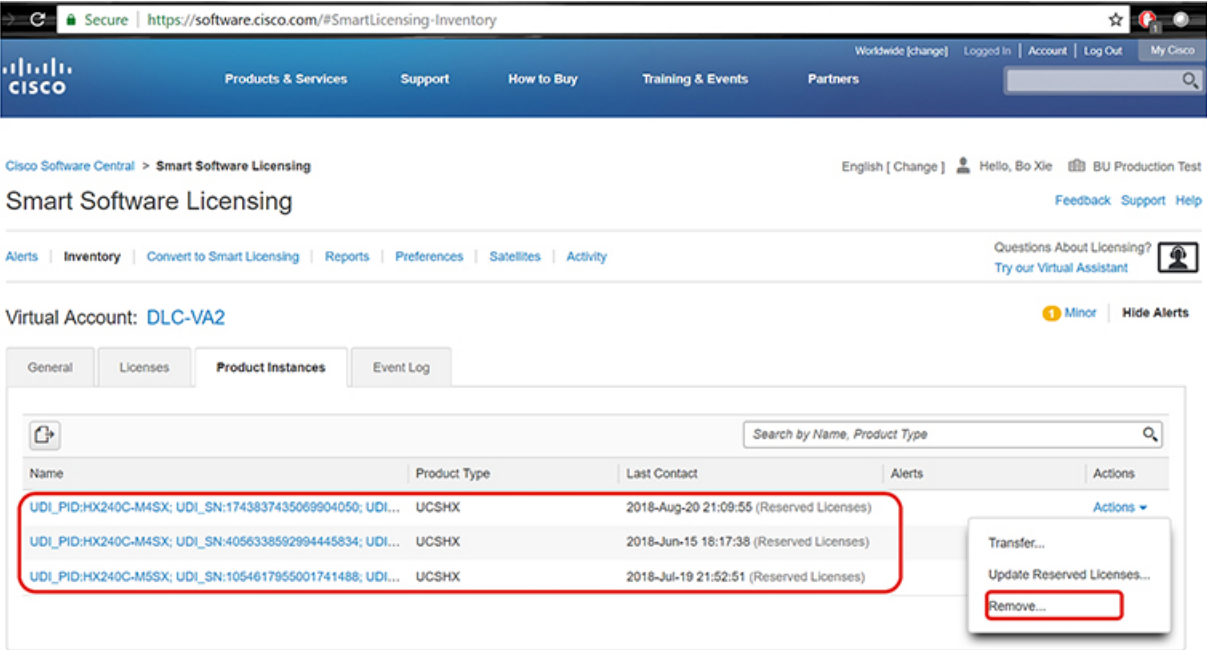 Secure | https://software.cisco.com/#SmartLicensing-Inventory
1
Worldwide [change] Logged In | Account | Log Out My Cisco
CISCO
Products & Services Support How to Buy Training & Events Partners
Cisco Software Central > Smart Software Licensing English [ Change ] Hello, Bo Xie BU Production Test
Smart Software Licensing Feedback Support Help
Alerts | Inventory | Convert to Smart Licensing | Reports | Preferences | Satellites | Activity
Questions About Licensing?
Try our Virtual Assistant
Virtual Account: DLC-VA2 1 Minor | Hide Alerts
General Licenses Product Instances Event Log
Search by Name, Product Type
Name Product Type Last Contact Alerts Actions
UDI_PID:HX240C-M4SX; UDI_SN:1743837435069904050; UDI... UCSHX 2018-Aug-20 21:09:55 (Reserved Licenses) Actions
UDI_PID:HX240C-M4SX; UDI_SN:4056338592994445834; UDI... UCSHX 2018-Jun-15 18:17:38 (Reserved Licenses)
UDI_PID:HX240C-M5SX; UDI_SN:1054617955001741488; UDI... UCSHX 2018-Jul-19 21:52:51 (Reserved Licenses)
Transfer...
Update Reserved Licenses...
Remove...